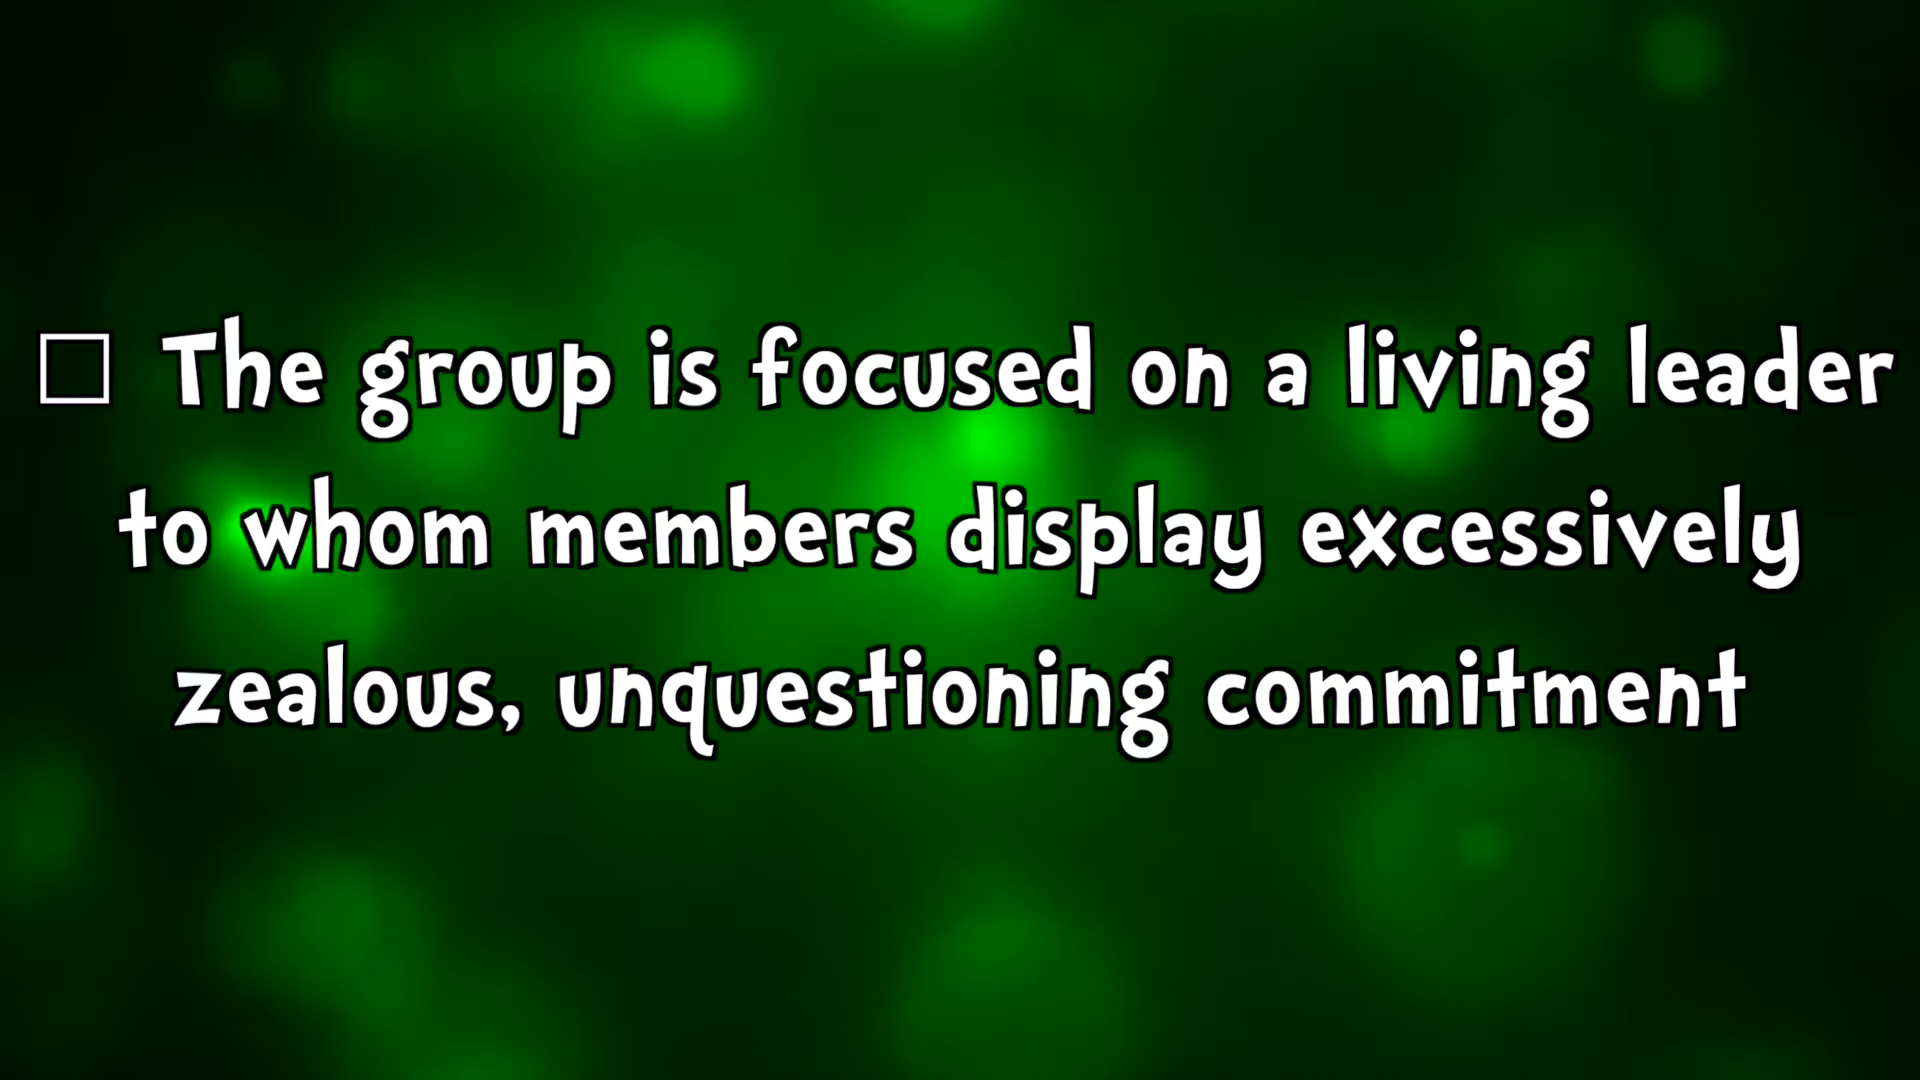 ☐ The group is focused on a living leader
to whom members display excessively
zealous, unquestioning commitment